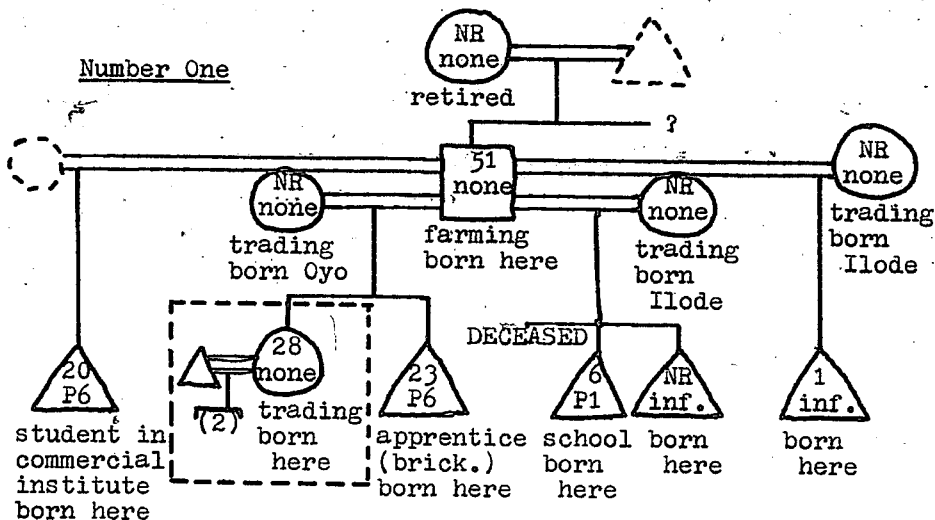 Number One
NR
none
retired
?
51
none
farming
born here
NR
none
trading
born Oyo
NR
none
trading
born
Ilode
NR
none
trading
born
Ilode
DECEASED
20
P6
student in
commercial
institute
born here
(2)
28
none
trading
born
here
23
P6
apprentice
(brick.)
born here
6
P1
school
born
here
NR
inf.
born
here
1
inf.
born
here